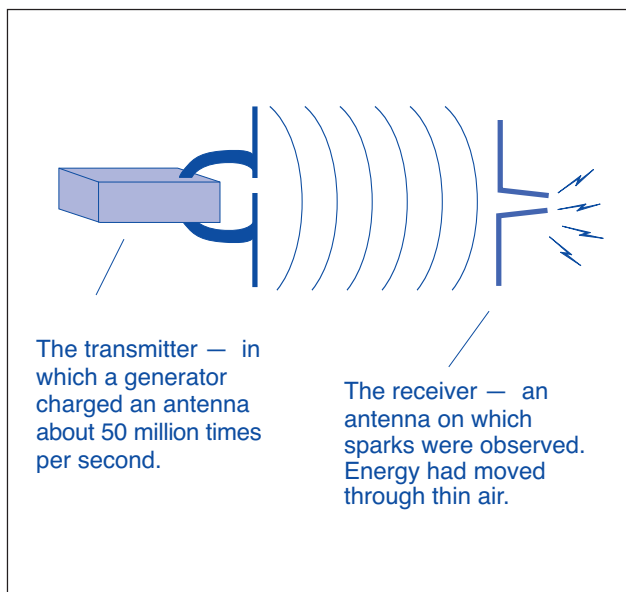 The transmitter — in
which a generator
charged an antenna
about 50 million times
per second.
The receiver — an
antenna on which
sparks were observed.
Energy had moved
through thin air.